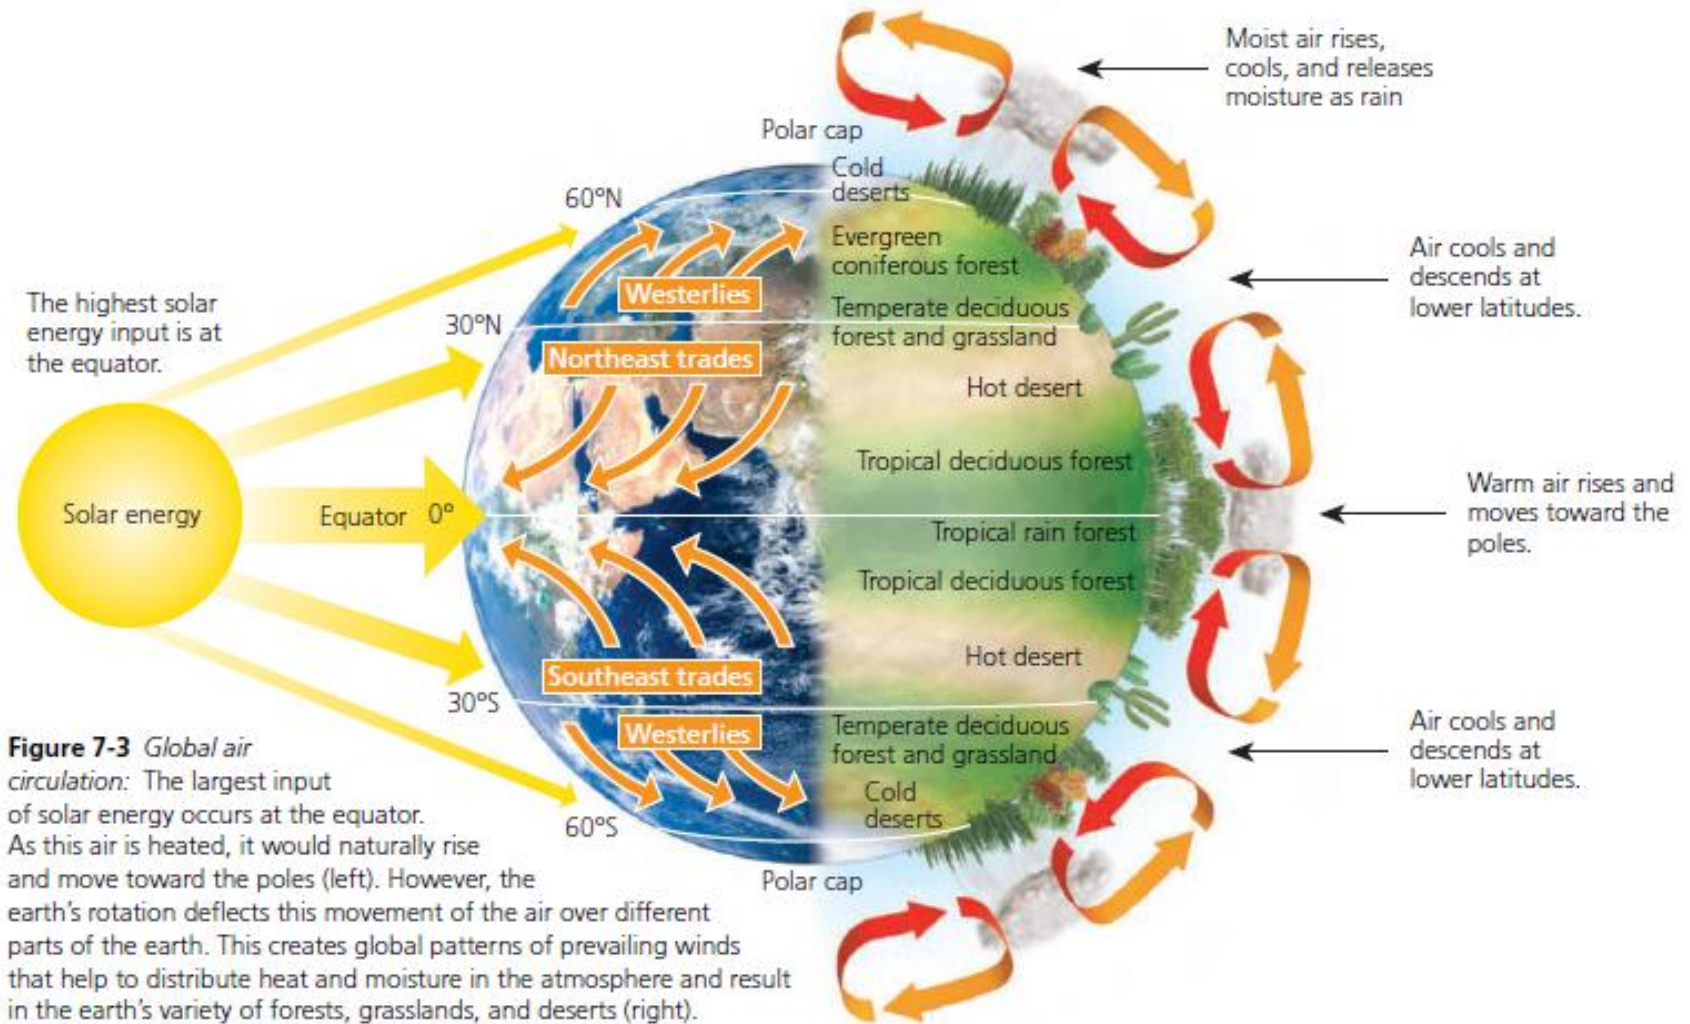 Moist air rises,
cools, and releases
moisture as rain
Polar cap
Cold
deserts
60°N
Evergreen
coniferous forest
Westerlies
Air cools and
descends at
lower latitudes.
The highest solar
energy input is at
the equator.
30°N
Temperate deciduous
forest and grassland
Northeast trades
Hot desert
Tropical deciduous forest
Solar energy
Equator 0°
Warm air rises and
moves toward the
poles.
Tropical rain forest
Tropical deciduous forest
Hot desert
Southeast trades
30°S
Westerlies
Temperate deciduous
forest and grassland
Air cools and
descends at
lower latitudes.
Cold
deserts
60°S
Polar cap
Figure 7-3 Global air
circulation: The largest input
of solar energy occurs at the equator.
As this air is heated, it would naturally rise
and move toward the poles (left). However, the
earth's rotation deflects this movement of the air over different
parts of the earth. This creates global patterns of prevailing winds
that help to distribute heat and moisture in the atmosphere and result
in the earth's variety of forests, grasslands, and deserts (right).